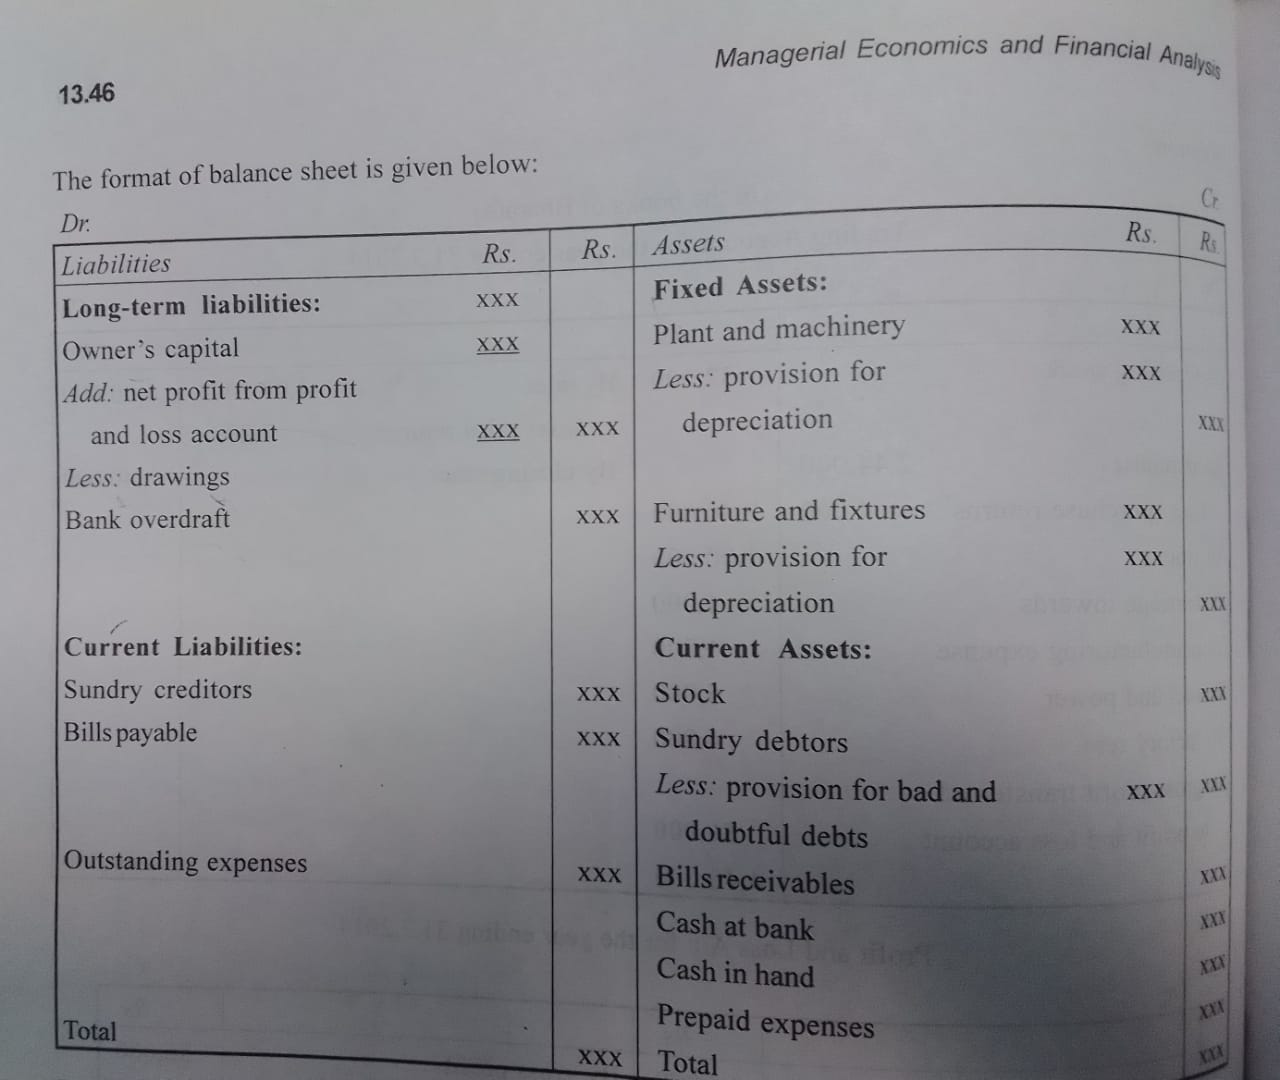 Managerial Economics and Financial Analysis
13.46
The format of balance sheet is given below:
Dr. Cr.
Liabilities Rs. Rs. Assets Rs. Rs.
Long-term liabilities: XXX Fixed Assets:
Owner's capital XXX Plant and machinery XXX
Add: net profit from profit Less: provision for XXX
and loss account XXX XXX depreciation XXX
Less: drawings
Bank overdraft XXX Furniture and fixtures XXX
Less: provision for XXX
depreciation XXX
Current Liabilities: Current Assets:
Sundry creditors XXX Stock XXX
Bills payable XXX Sundry debtors
Less: provision for bad and XXX XXX
doubtful debts
Outstanding expenses XXX Bills receivables XXX
Cash at bank XXX
Cash in hand XXX
Prepaid expenses XXX
Total XXX Total XXX